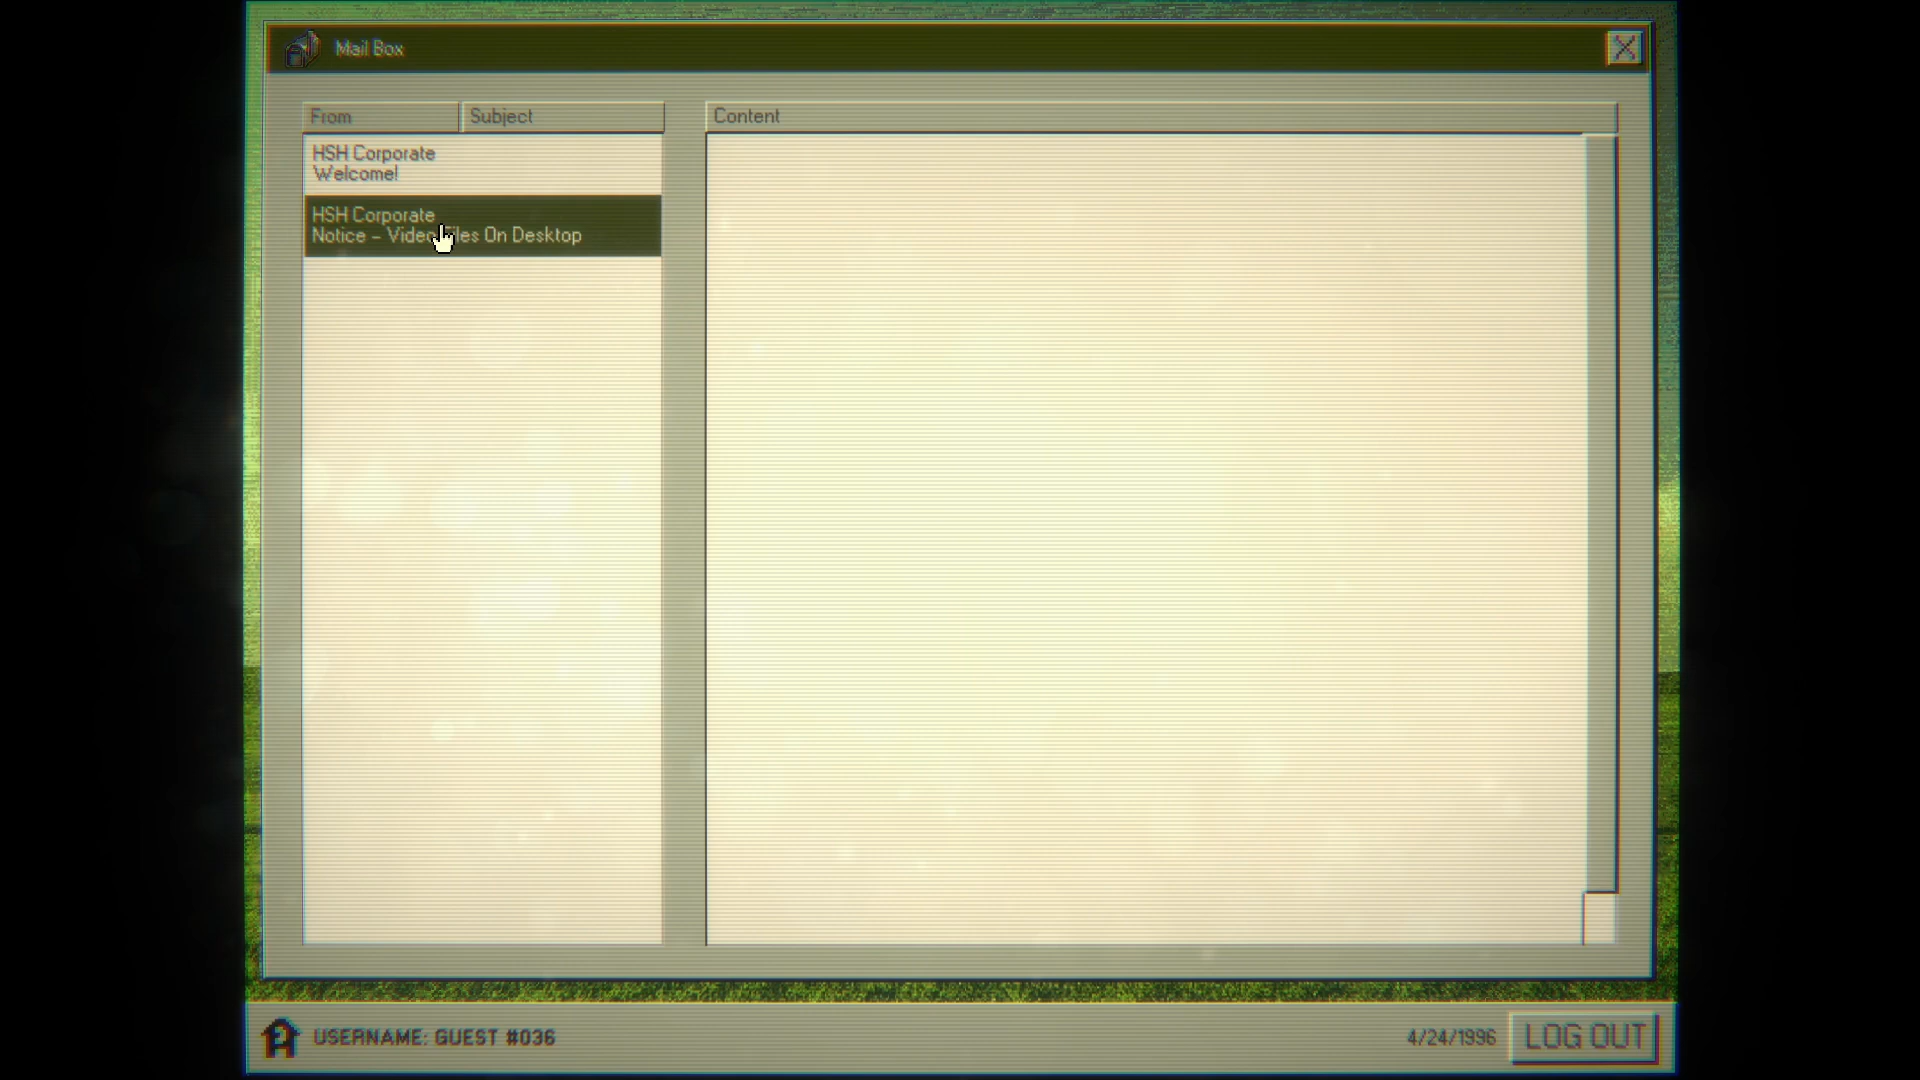 Mail Box
From
Subject
Content
HSH Corporate
Welcome!
HSH Corporate
Notice – Video Files On Desktop
USERNAME: GUEST #036
4/24/1996
LOG OUT